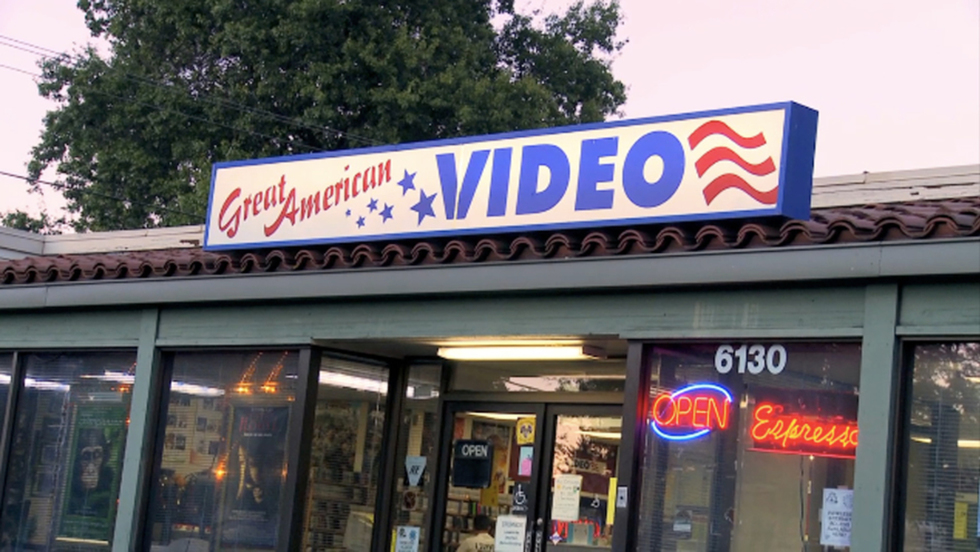 Great American VIDEO
6130
OPEN
Espresso
OPEN